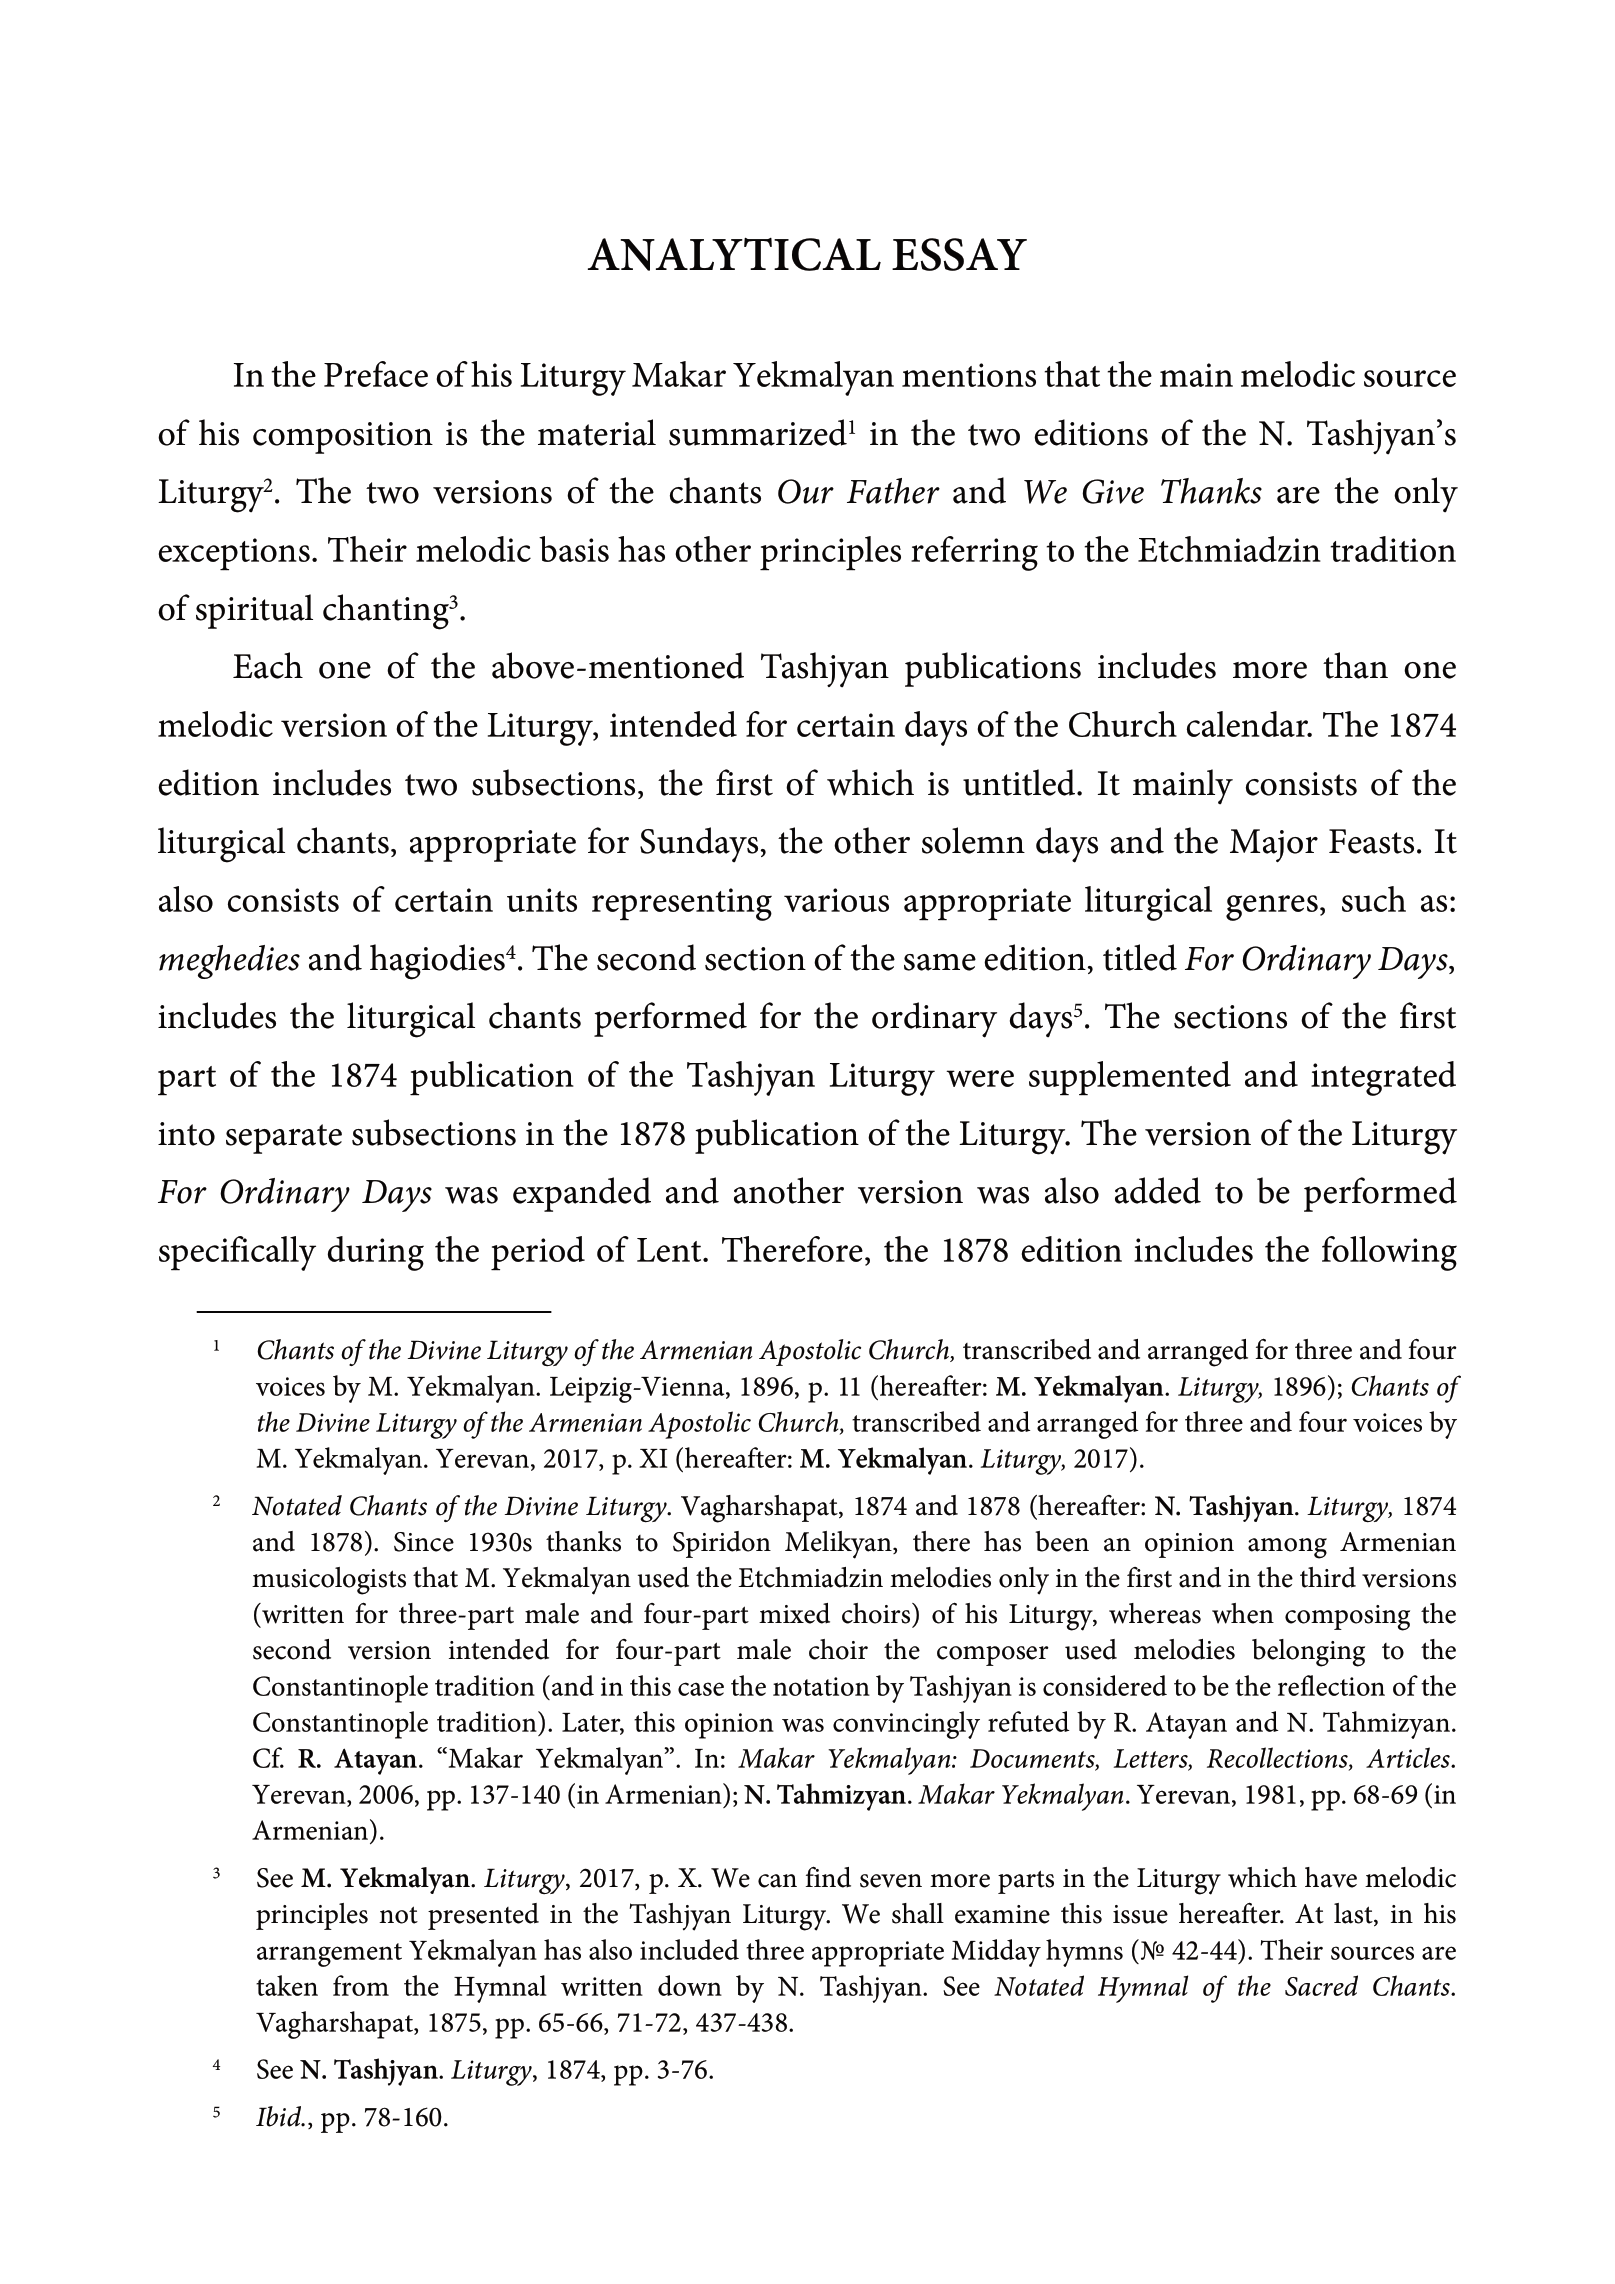 ANALYTICAL ESSAY
In the Preface of his Liturgy Makar Yekmalyan mentions that the main melodic source
of his composition is the material summarized¹ in the two editions of the N. Tashjyan’s
Liturgy². The two versions of the chants Our Father and We Give Thanks are the only
exceptions. Their melodic basis has other principles referring to the Etchmiadzin tradition
of spiritual chanting³.
Each one of the above-mentioned Tashjyan publications includes more than one
melodic version of the Liturgy, intended for certain days of the Church calendar. The 1874
edition includes two subsections, the first of which is untitled. It mainly consists of the
liturgical chants, appropriate for Sundays, the other solemn days and the Major Feasts. It
also consists of certain units representing various appropriate liturgical genres, such as:
meghedies and hagiodies⁴. The second section of the same edition, titled For Ordinary Days,
includes the liturgical chants performed for the ordinary days⁵. The sections of the first
part of the 1874 publication of the Tashjyan Liturgy were supplemented and integrated
into separate subsections in the 1878 publication of the Liturgy. The version of the Liturgy
For Ordinary Days was expanded and another version was also added to be performed
specifically during the period of Lent. Therefore, the 1878 edition includes the following
¹ Chants of the Divine Liturgy of the Armenian Apostolic Church, transcribed and arranged for three and four
voices by M. Yekmalyan. Leipzig-Vienna, 1896, p. 11 (hereafter: M. Yekmalyan. Liturgy, 1896); Chants of
the Divine Liturgy of the Armenian Apostolic Church, transcribed and arranged for three and four voices by
M. Yekmalyan. Yerevan, 2017, p. XI (hereafter: M. Yekmalyan. Liturgy, 2017).
² Notated Chants of the Divine Liturgy. Vagharshapat, 1874 and 1878 (hereafter: N. Tashjyan. Liturgy, 1874
and 1878). Since 1930s thanks to Spiridon Melikyan, there has been an opinion among Armenian
musicologists that M. Yekmalyan used the Etchmiadzin melodies only in the first and in the third versions
(written for three-part male and four-part mixed choirs) of his Liturgy, whereas when composing the
second version intended for four-part male choir the composer used melodies belonging to the
Constantinople tradition (and in this case the notation by Tashjyan is considered to be the reflection of the
Constantinople tradition). Later, this opinion was convincingly refuted by R. Atayan and N. Tahmizyan.
Cf. R. Atayan. “Makar Yekmalyan”. In: Makar Yekmalyan: Documents, Letters, Recollections, Articles.
Yerevan, 2006, pp. 137-140 (in Armenian); N. Tahmizyan. Makar Yekmalyan. Yerevan, 1981, pp. 68-69 (in
Armenian).
³ See M. Yekmalyan. Liturgy, 2017, p. X. We can find seven more parts in the Liturgy which have melodic
principles not presented in the Tashjyan Liturgy. We shall examine this issue hereafter. At last, in his
arrangement Yekmalyan has also included three appropriate Midday hymns (№ 42-44). Their sources are
taken from the Hymnal written down by N. Tashjyan. See Notated Hymnal of the Sacred Chants.
Vagharshapat, 1875, pp. 65-66, 71-72, 437-438.
⁴ See N. Tashjyan. Liturgy, 1874, pp. 3-76.
⁵ Ibid., pp. 78-160.